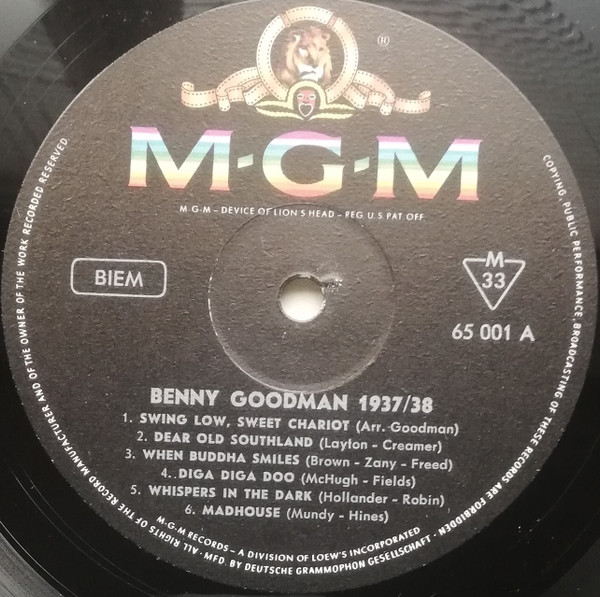 ®
M·G·M
M·G·M – DEVICE OF LION'S HEAD – REG. U.S. PAT. OFF
BIEM
M
33
65 001 A
BENNY GOODMAN 1937/38
1. SWING LOW, SWEET CHARIOT (Arr. Goodman)
2. DEAR OLD SOUTHLAND (Layton - Creamer)
3. WHEN BUDDHA SMILES (Brown - Zany - Freed)
4. DIGA DIGA DOO (McHugh - Fields)
5. WHISPERS IN THE DARK (Hollander - Robin)
6. MADHOUSE (Mundy - Hines)
M-G-M RECORDS – A DIVISION OF LOEW'S INCORPORATED
ALL RIGHTS OF THE RECORD MANUFACTURER AND OF THE OWNER OF THE WORK RECORDED RESERVED.
COPYING, PUBLIC PERFORMANCE, BROADCASTING OF THESE RECORDS ARE FORBIDDEN
· MFD. BY DEUTSCHE GRAMMOPHON GESELLSCHAFT ·